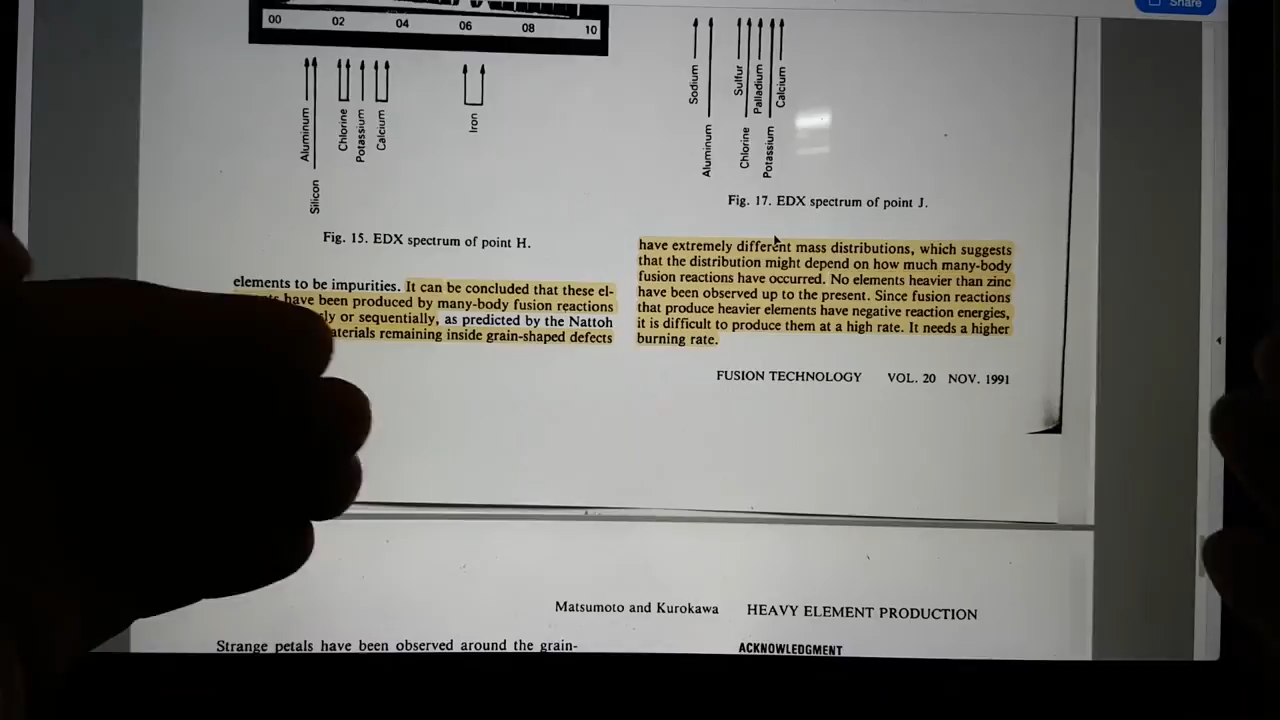 Share
00 02 04 06 08 10
Aluminum
Silicon
Chlorine
Potassium
Calcium
Iron
Fig. 15. EDX spectrum of point H.
Sodium
Aluminum
Sulfur
Chlorine
Palladium
Potassium
Calcium
Fig. 17. EDX spectrum of point J.
elements to be impurities. It can be concluded that these el-
have been produced by many-body fusion reactions
or sequentially, as predicted by the Nattoh
remaining inside grain-shaped defects
have extremely different mass distributions, which suggests
that the distribution might depend on how much many-body
fusion reactions have occurred. No elements heavier than zinc
have been observed up to the present. Since fusion reactions
that produce heavier elements have negative reaction energies,
it is difficult to produce them at a high rate. It needs a higher
burning rate.
FUSION TECHNOLOGY VOL. 20 NOV. 1991
Matsumoto and Kurokawa HEAVY ELEMENT PRODUCTION
Strange petals have been observed around the grain-
ACKNOWLEDGMENT